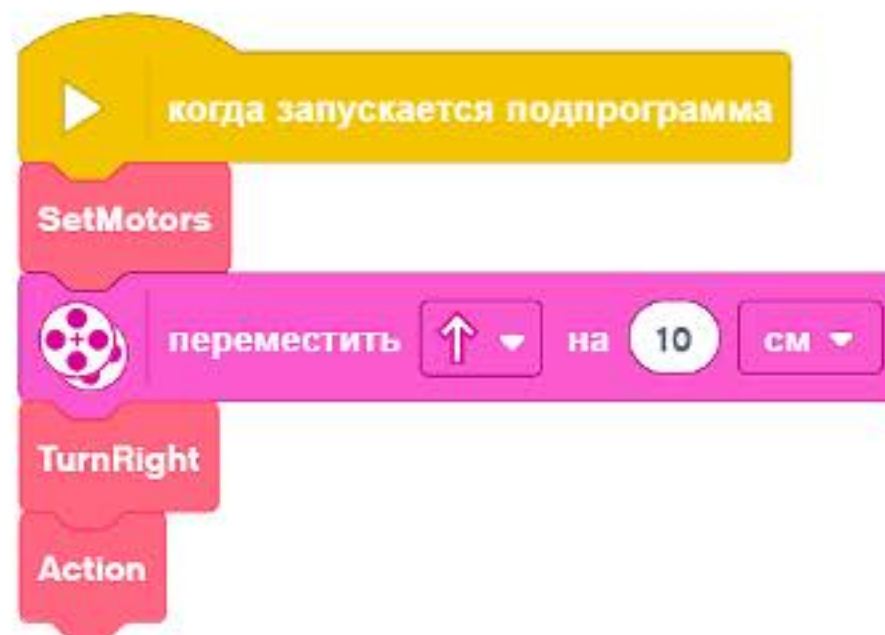 когда запускается подпрограмма
SetMotors
переместить на 10 см
TurnRight
Action